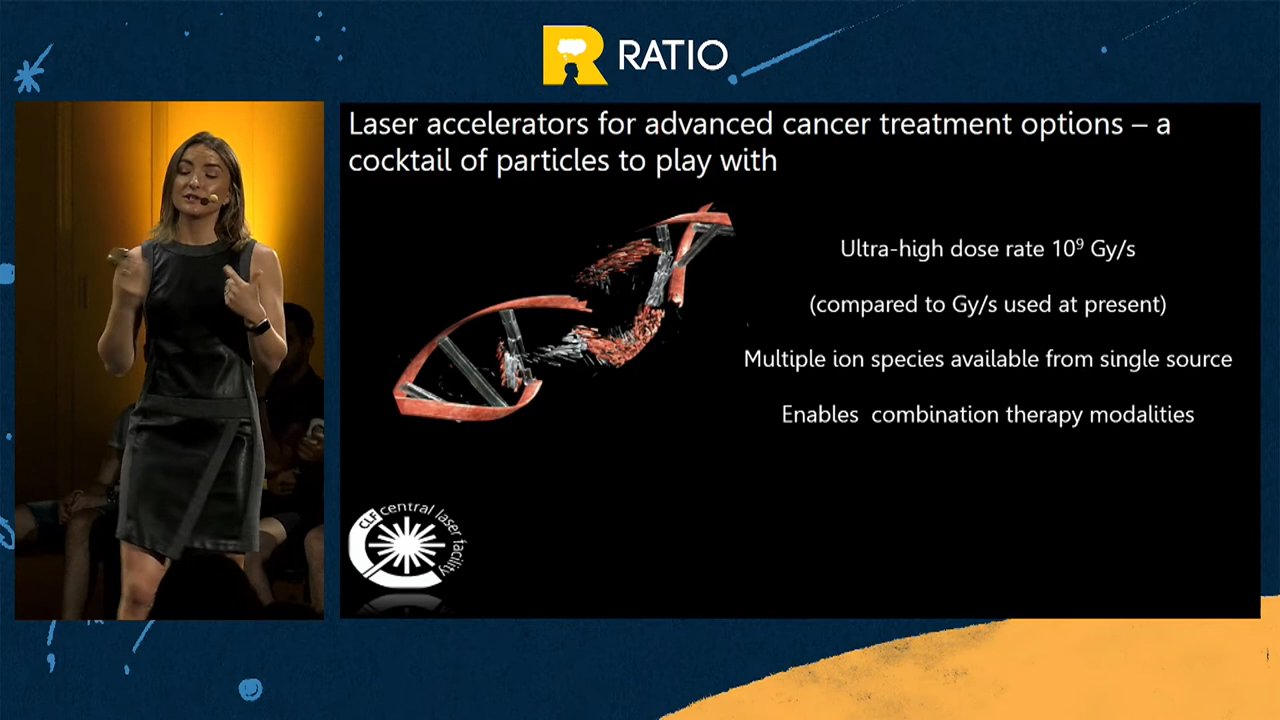 RATIO
Laser accelerators for advanced cancer treatment options – a
cocktail of particles to play with
Ultra-high dose rate 10⁹ Gy/s
(compared to Gy/s used at present)
Multiple ion species available from single source
Enables  combination therapy modalities
CLF central laser facility